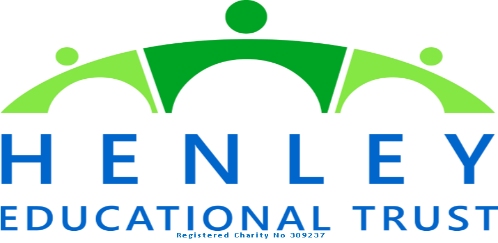 HENLEY
EDUCATIONAL TRUST
Registered Charity No 309237